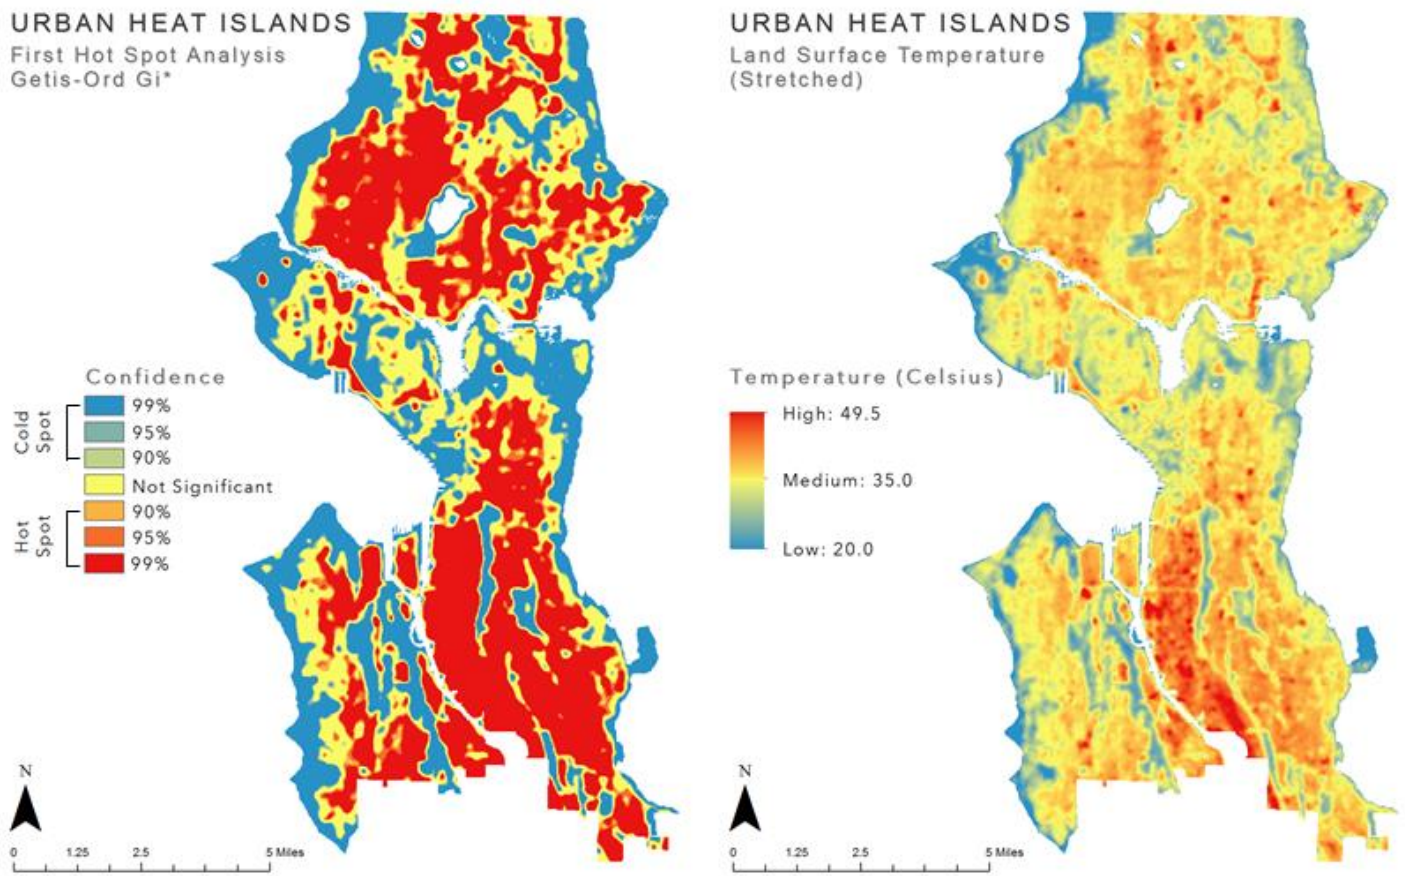 URBAN HEAT ISLANDS
First Hot Spot Analysis
Getis-Ord Gi*
Confidence
Cold Spot
99%
95%
90%
Not Significant
Hot Spot
90%
95%
99%
N
0 1.25 2.5 5 Miles
URBAN HEAT ISLANDS
Land Surface Temperature
(Stretched)
Temperature (Celsius)
High: 49.5
Medium: 35.0
Low: 20.0
N
0 1.25 2.5 5 Miles